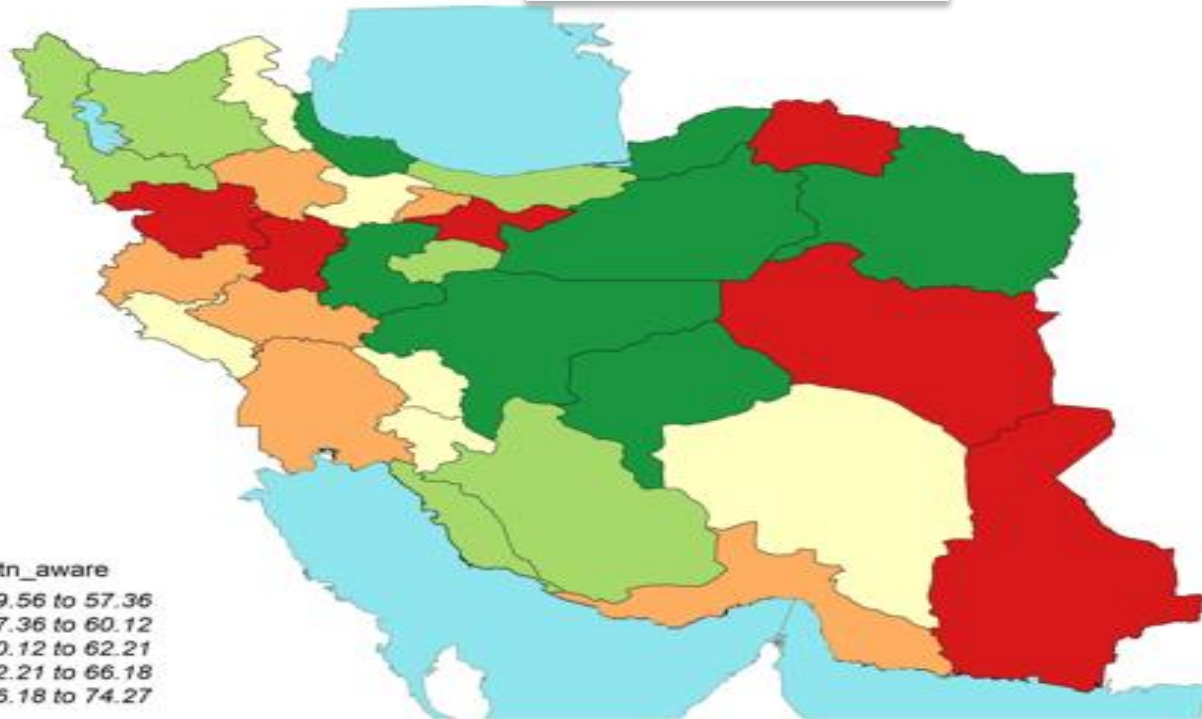 tn_aware
9.56 to 57.36
7.36 to 60.12
0.12 to 62.21
2.21 to 66.18
6.18 to 74.27